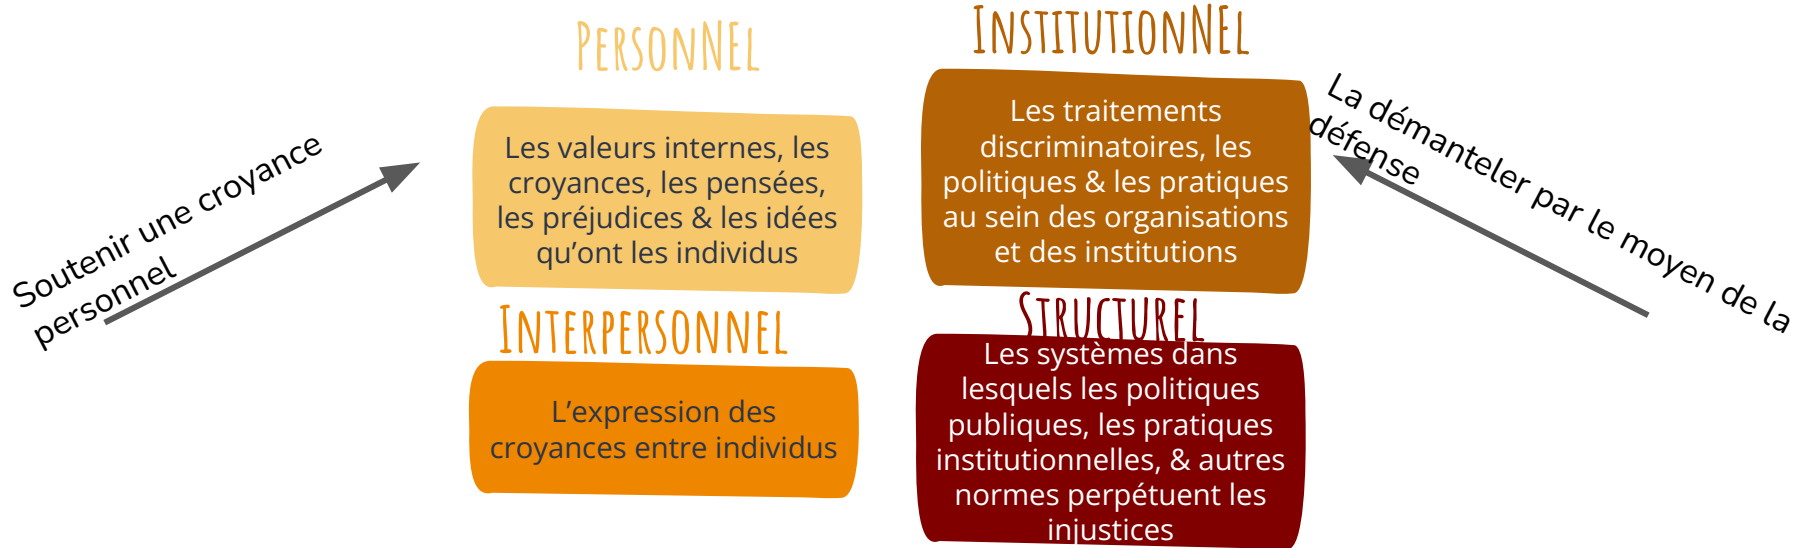 PersonNEl
Les valeurs internes, les
croyances, les pensées,
les préjudices & les idées
qu’ont les individus
Interpersonnel
L’expression des
croyances entre individus
InstitutionNEl
Les traitements
discriminatoires, les
politiques & les pratiques
au sein des organisations
et des institutions
Structurel
Les systèmes dans
lesquels les politiques
publiques, les pratiques
institutionnelles, & autres
normes perpétuent les
injustices
Soutenir une croyance
personnel
La démanteler par le moyen de la
défense